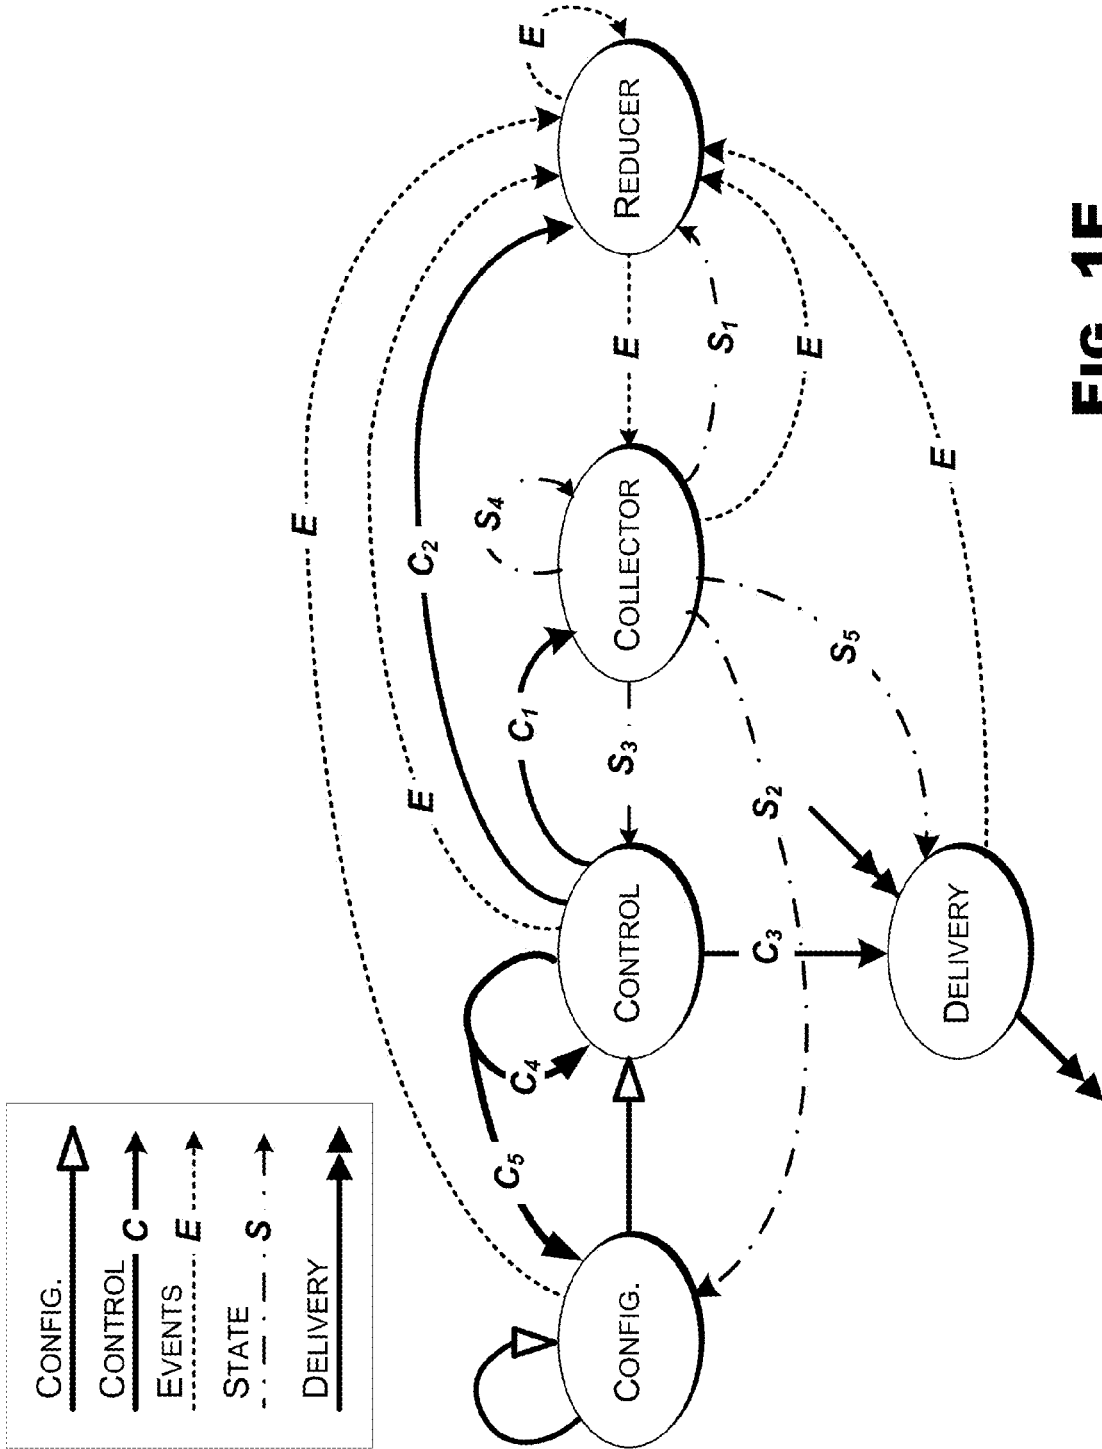 CONFIG.
CONTROL C
EVENTS E
STATE S
DELIVERY
E
E
C2
S4
C5
C1
C4
E
CONFIG.
CONTROL
S3
COLLECTOR
E
REDUCER
S1
C3
S2
E
S5
E
DELIVERY
FIG.